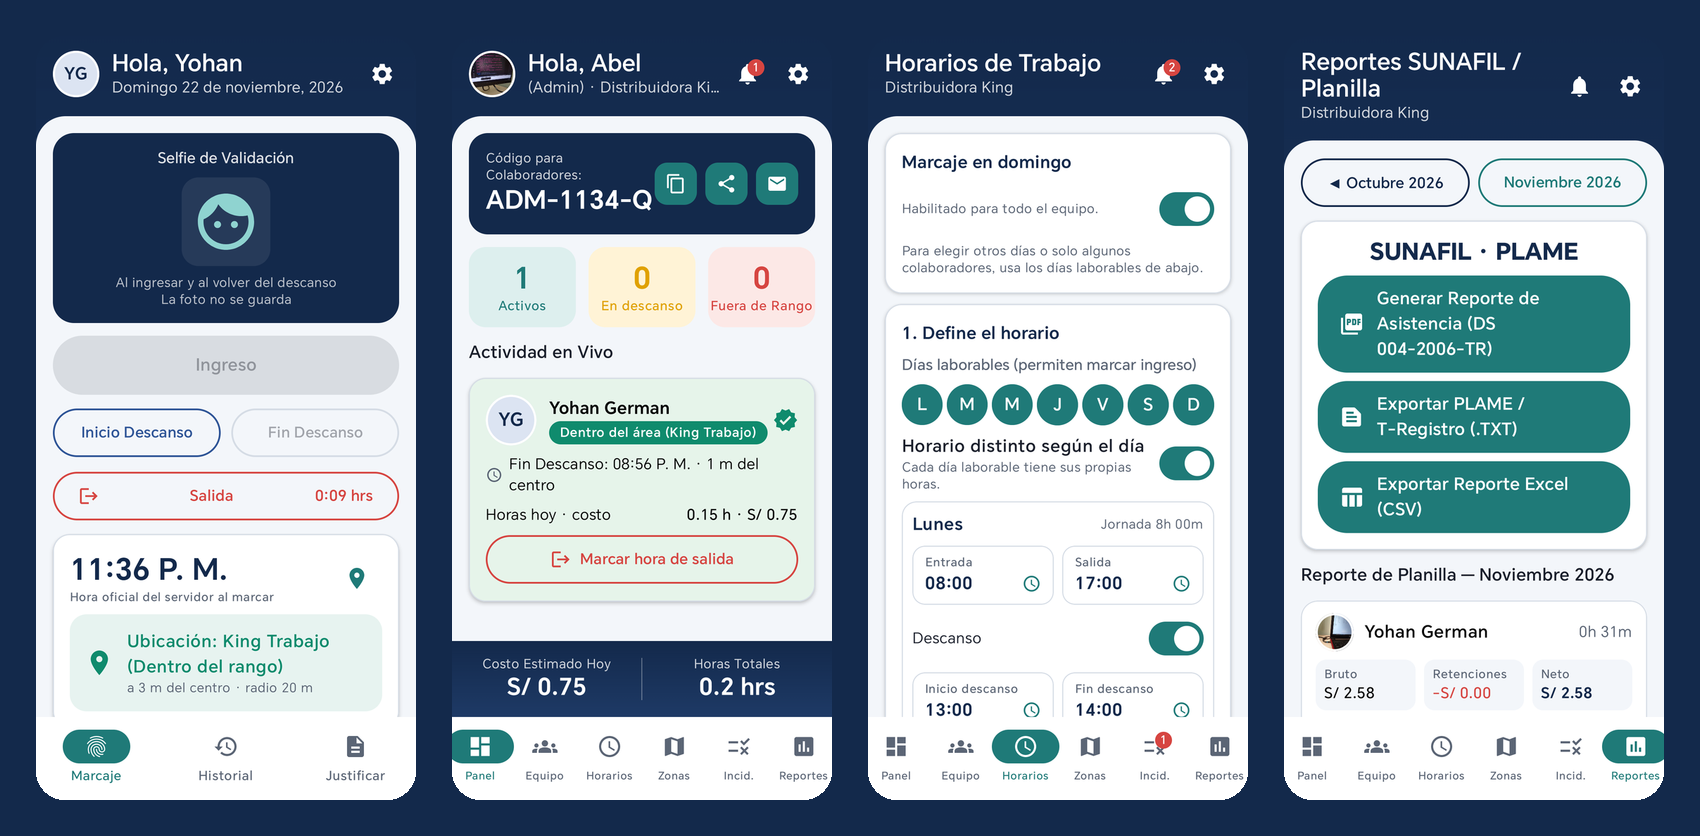 YG
Hola, Yohan
Domingo 22 de noviembre, 2026
Selfie de Validación
Al ingresar y al volver del descanso
La foto no se guarda
Ingreso
Inicio Descanso
Fin Descanso
Salida
0:09 hrs
11:36 P. M.
Hora oficial del servidor al marcar
Ubicación: King Trabajo
(Dentro del rango)
a 3 m del centro · radio 20 m
Marcaje
Historial
Justificar
Hola, Abel
(Admin) · Distribuidora Ki...
1
Código para
Colaboradores:
ADM-1134-Q
1
Activos
0
En descanso
0
Fuera de Rango
Actividad en Vivo
YG
Yohan German
Dentro del área (King Trabajo)
Fin Descanso: 08:56 P. M. · 1 m del
centro
Horas hoy · costo
0.15 h · S/ 0.75
Marcar hora de salida
Costo Estimado Hoy
S/ 0.75
Horas Totales
0.2 hrs
Panel
Equipo
Horarios
Zonas
Incid.
Reportes
Horarios de Trabajo
Distribuidora King
2
Marcaje en domingo
Habilitado para todo el equipo.
Para elegir otros días o solo algunos
colaboradores, usa los días laborables de abajo.
1. Define el horario
Días laborables (permiten marcar ingreso)
L M M J V S D
Horario distinto según el día
Cada día laborable tiene sus propias
horas.
Lunes
Jornada 8h 00m
Entrada
08:00
Salida
17:00
Descanso
Inicio descanso
13:00
Fin descanso
14:00
Panel
Equipo
Horarios
Zonas
1
Incid.
Reportes
Reportes SUNAFIL /
Planilla
Distribuidora King
◄ Octubre 2026
Noviembre 2026
SUNAFIL · PLAME
PDF
Generar Reporte de
Asistencia (DS
004-2006-TR)
Exportar PLAME /
T-Registro (.TXT)
Exportar Reporte Excel
(CSV)
Reporte de Planilla — Noviembre 2026
Yohan German
0h 31m
Bruto
S/ 2.58
Retenciones
-S/ 0.00
Neto
S/ 2.58
Panel
Equipo
Horarios
Zonas
Incid.
Reportes